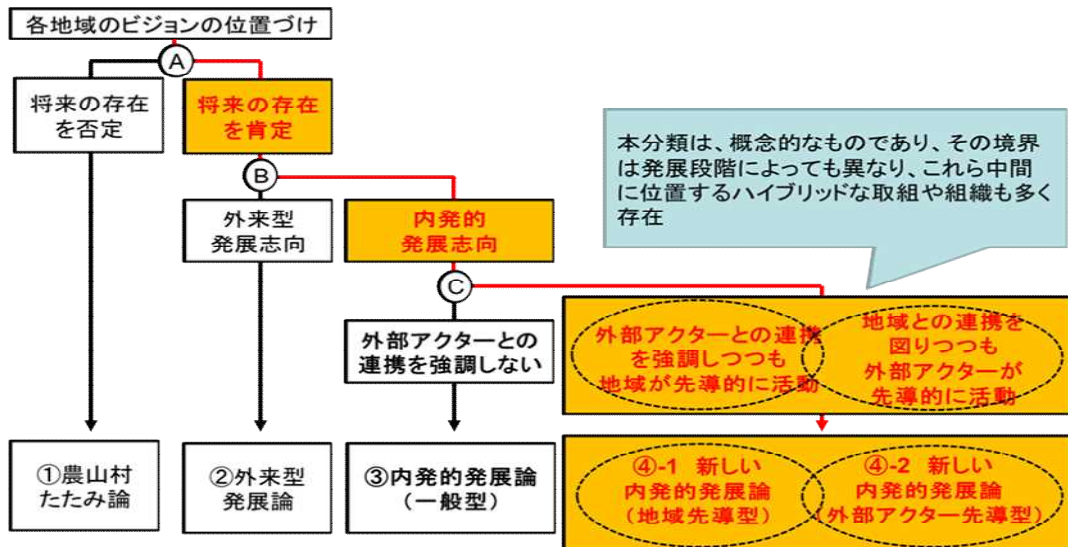 各地域のビジョンの位置づけ
A
将来の存在
を否定
将来の存在
を肯定
B
外来型
発展志向
内発的
発展志向
本分類は、概念的なものであり、その境界
は発展段階によっても異なり、これら中間
に位置するハイブリッドな取組や組織も多く
存在
C
外部アクターとの
連携を強調しない
外部アクターとの連携
を強調しつつも
地域が先導的に活動
地域との連携を
図りつつも
外部アクターが
先導的に活動
①農山村
たたみ論
②外来型
発展論
③内発的発展論
(一般型)
④-1 新しい
内発的発展論
(地域先導型)
④-2 新しい
内発的発展論
(外部アクター先導型)